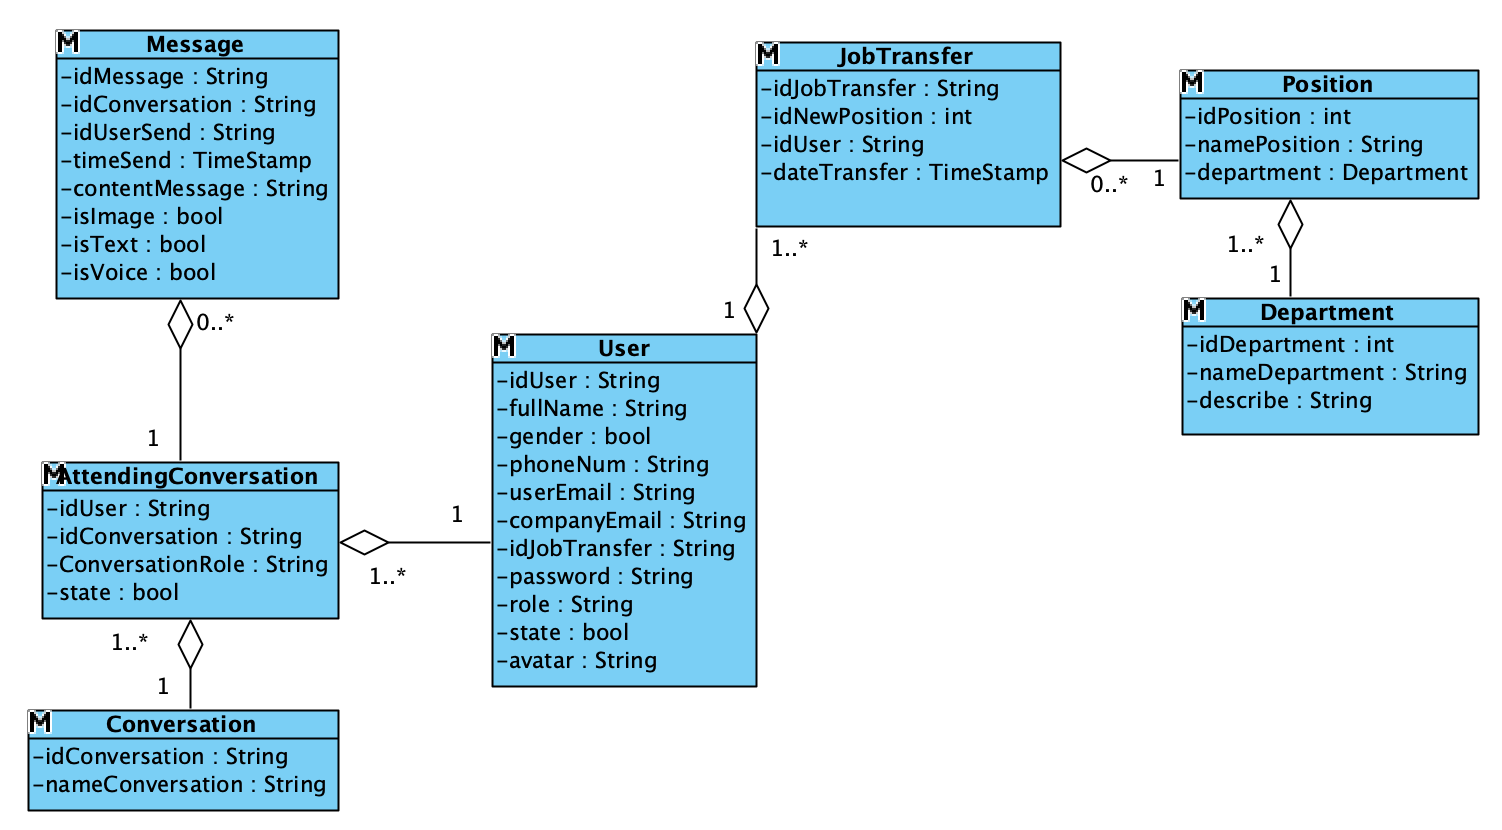 M Message
-idMessage : String
-idConversation : String
-idUserSend : String
-timeSend : TimeStamp
-contentMessage : String
-isImage : bool
-isText : bool
-isVoice : bool
0..*
1
M AttendingConversation
-idUser : String
-idConversation : String
-ConversationRole : String
-state : bool
1..*
1
1..*
1
M Conversation
-idConversation : String
-nameConversation : String
M User
-idUser : String
-fullName : String
-gender : bool
-phoneNum : String
-userEmail : String
-companyEmail : String
-idJobTransfer : String
-password : String
-role : String
-state : bool
-avatar : String
1
1..*
M JobTransfer
-idJobTransfer : String
-idNewPosition : int
-idUser : String
-dateTransfer : TimeStamp
0..*
1
M Position
-idPosition : int
-namePosition : String
-department : Department
1..*
1
M Department
-idDepartment : int
-nameDepartment : String
-describe : String